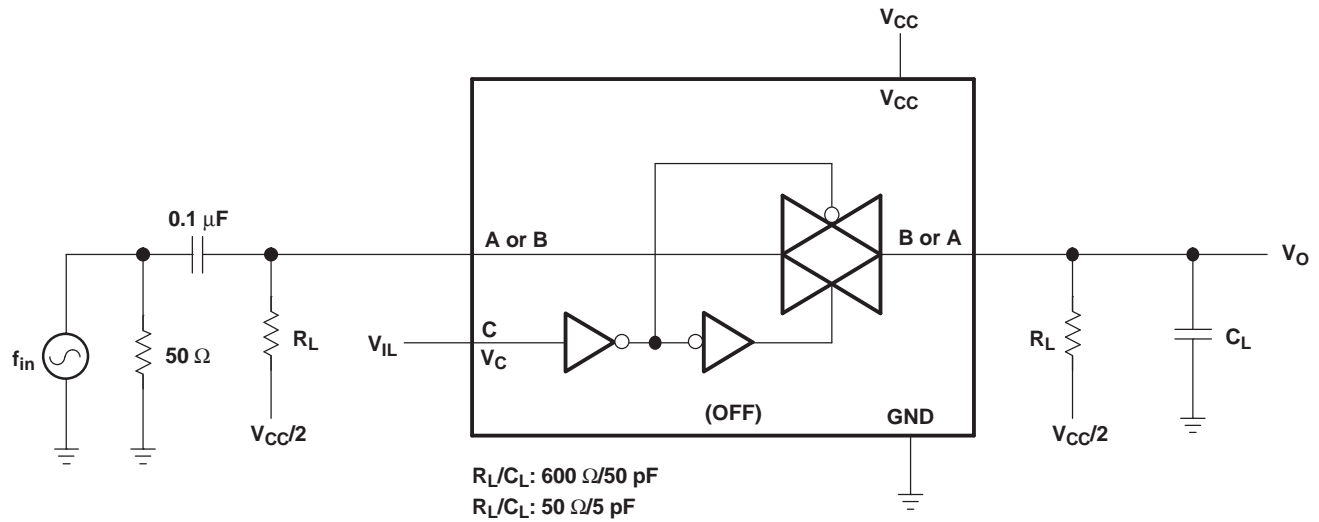 VCC
VCC
0.1 μF
A or B
B or A
VO
fin
50 Ω
RL
VIL
C
VC
RL
CL
(OFF)
GND
VCC/2
VCC/2
RL/CL: 600 Ω/50 pF
RL/CL: 50 Ω/5 pF